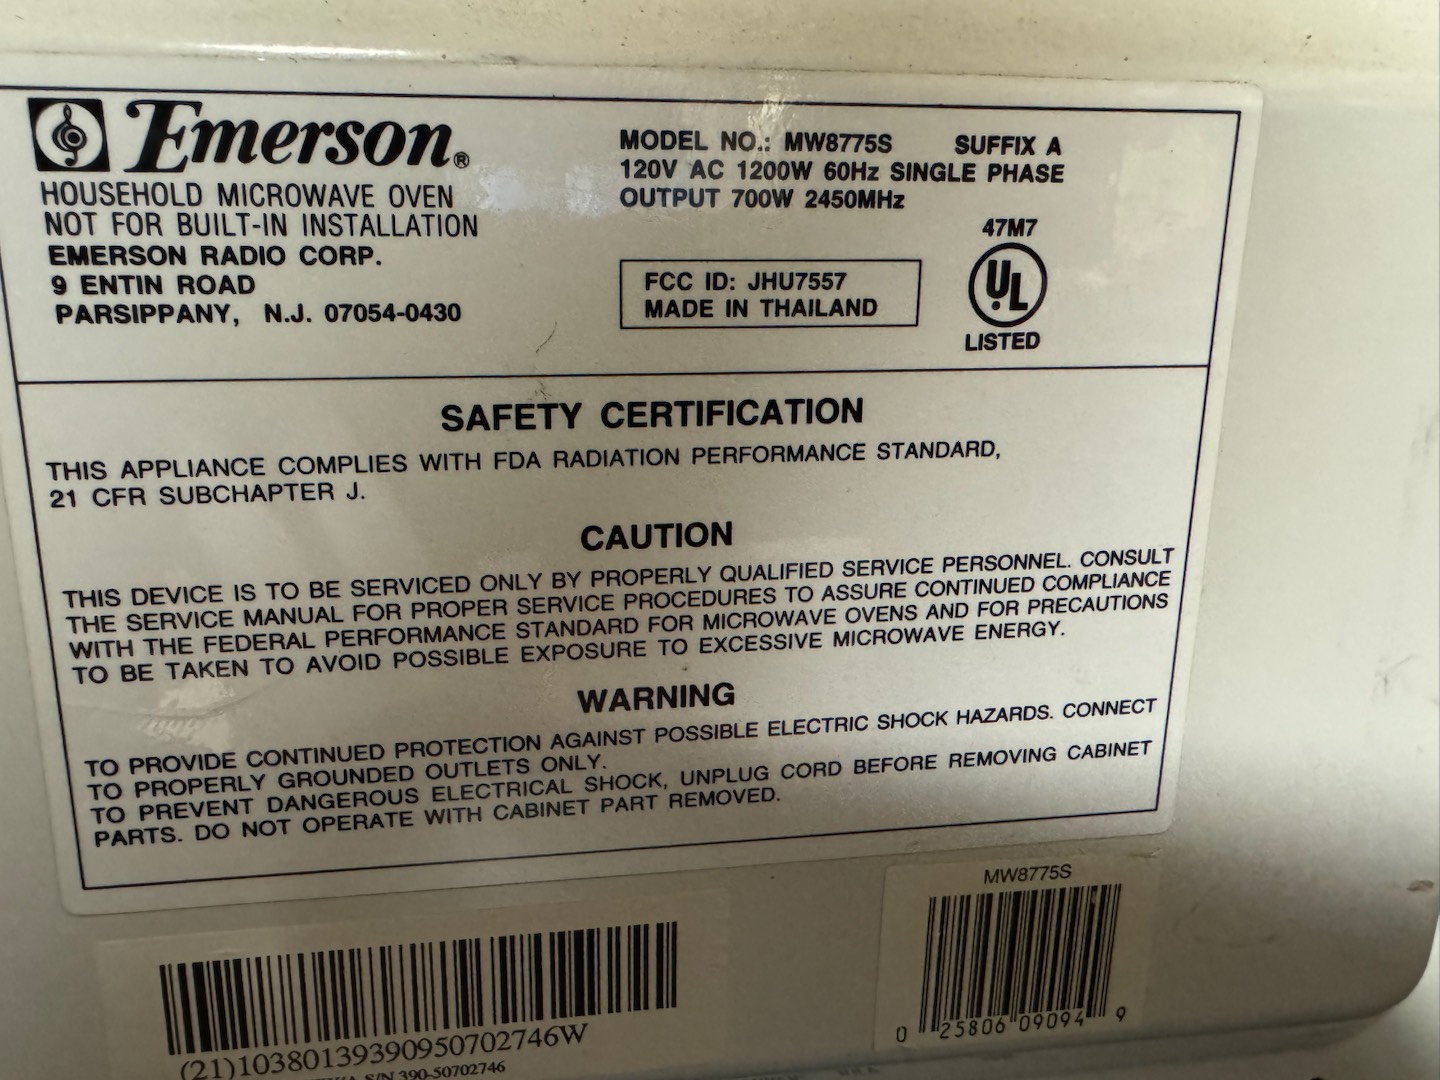 Emerson®
HOUSEHOLD MICROWAVE OVEN
NOT FOR BUILT-IN INSTALLATION
EMERSON RADIO CORP.
9 ENTIN ROAD
PARSIPPANY, N.J. 07054-0430
MODEL NO.: MW8775S SUFFIX A
120V AC 1200W 60Hz SINGLE PHASE
OUTPUT 700W 2450MHz
47M7
UL
LISTED
FCC ID: JHU7557
MADE IN THAILAND
SAFETY CERTIFICATION
THIS APPLIANCE COMPLIES WITH FDA RADIATION PERFORMANCE STANDARD,
21 CFR SUBCHAPTER J.
CAUTION
THIS DEVICE IS TO BE SERVICED ONLY BY PROPERLY QUALIFIED SERVICE PERSONNEL. CONSULT
THE SERVICE MANUAL FOR PROPER SERVICE PROCEDURES TO ASSURE CONTINUED COMPLIANCE
WITH THE FEDERAL PERFORMANCE STANDARD FOR MICROWAVE OVENS AND FOR PRECAUTIONS
TO BE TAKEN TO AVOID POSSIBLE EXPOSURE TO EXCESSIVE MICROWAVE ENERGY.
WARNING
TO PROVIDE CONTINUED PROTECTION AGAINST POSSIBLE ELECTRIC SHOCK HAZARDS. CONNECT
TO PROPERLY GROUNDED OUTLETS ONLY.
TO PREVENT DANGEROUS ELECTRICAL SHOCK, UNPLUG CORD BEFORE REMOVING CABINET
PARTS. DO NOT OPERATE WITH CABINET PART REMOVED.
MW8775S
0 25806 09094 9
(21)10380139390950702746W
S/N 390-50702746